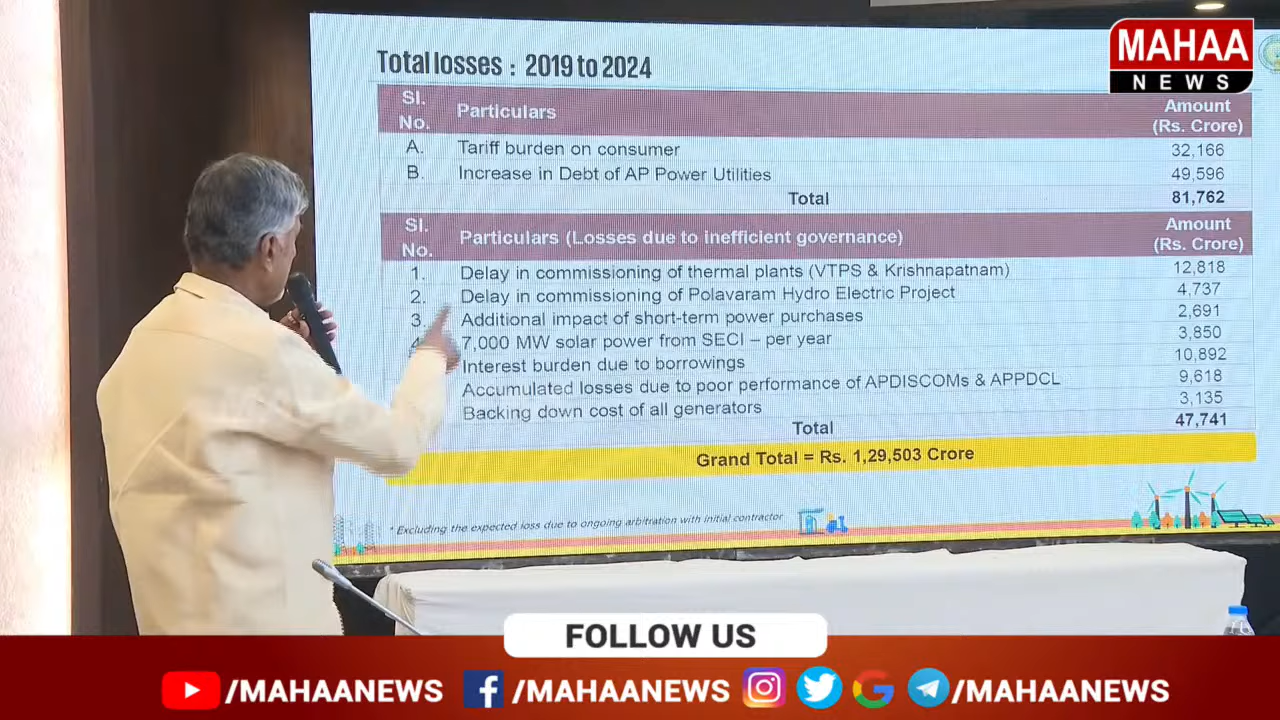 MAHAA
NEWS
Total losses : 2019 to 2024
Sl. No. Particulars Amount (Rs. Crore)
A. Tariff burden on consumer 32,166
B. Increase in Debt of AP Power Utilities 49,596
Total 81,762
Sl. No. Particulars (Losses due to inefficient governance) Amount (Rs. Crore)
1. Delay in commissioning of thermal plants (VTPS & Krishnapatnam) 12,818
2. Delay in commissioning of Polavaram Hydro Electric Project 4,737
3. Additional impact of short-term power purchases 2,691
4. 7,000 MW solar power from SECI – per year 3,850
Interest burden due to borrowings 10,892
Accumulated losses due to poor performance of APDISCOMs & APPDCL 9,618
Backing down cost of all generators 3,135
Total 47,741
Grand Total = Rs. 1,29,503 Crore
* Excluding the expected loss due to ongoing arbitration with initial contractor
FOLLOW US
/MAHAANEWS /MAHAANEWS /MAHAANEWS